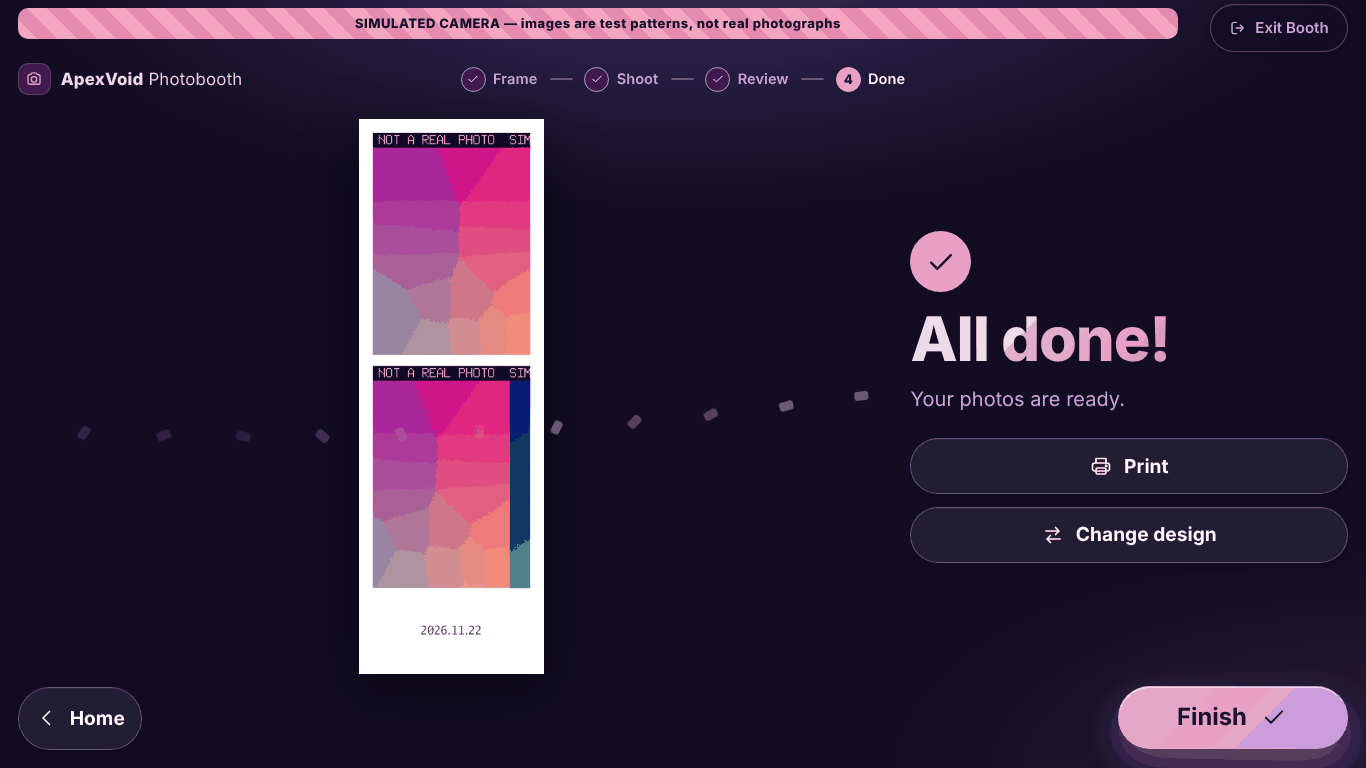 SIMULATED CAMERA — images are test patterns, not real photographs
Exit Booth
ApexVoid Photobooth
Frame
Shoot
Review
4 Done
NOT A REAL PHOTO SIM
NOT A REAL PHOTO SIM
2026.11.22
All done!
Your photos are ready.
Print
Change design
Home
Finish